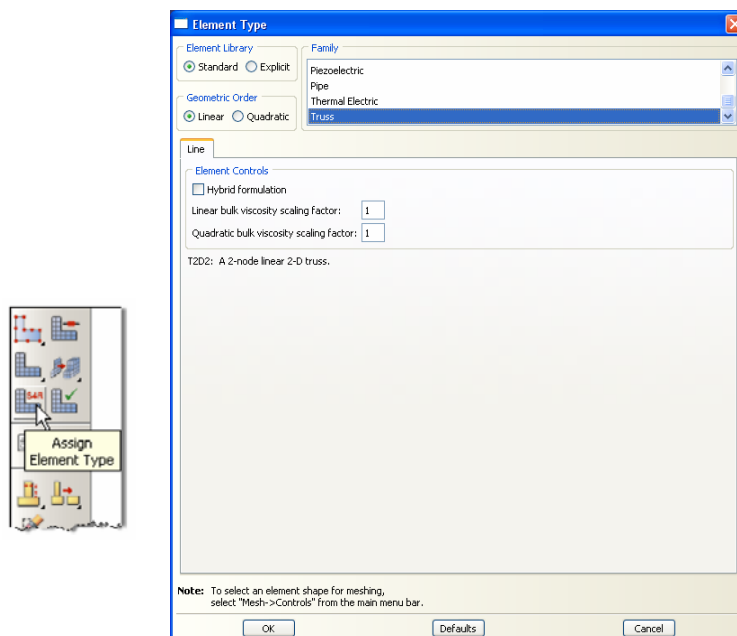 Element Type
Element Library
Standard Explicit
Family
Piezoelectric
Pipe
Thermal Electric
Truss
Geometric Order
Linear Quadratic
Line
Element Controls
Hybrid formulation
Linear bulk viscosity scaling factor: 1
Quadratic bulk viscosity scaling factor: 1
T2D2: A 2-node linear 2-D truss.
S4R
Assign
Element Type
Note: To select an element shape for meshing,
select "Mesh->Controls" from the main menu bar.
OK Defaults Cancel